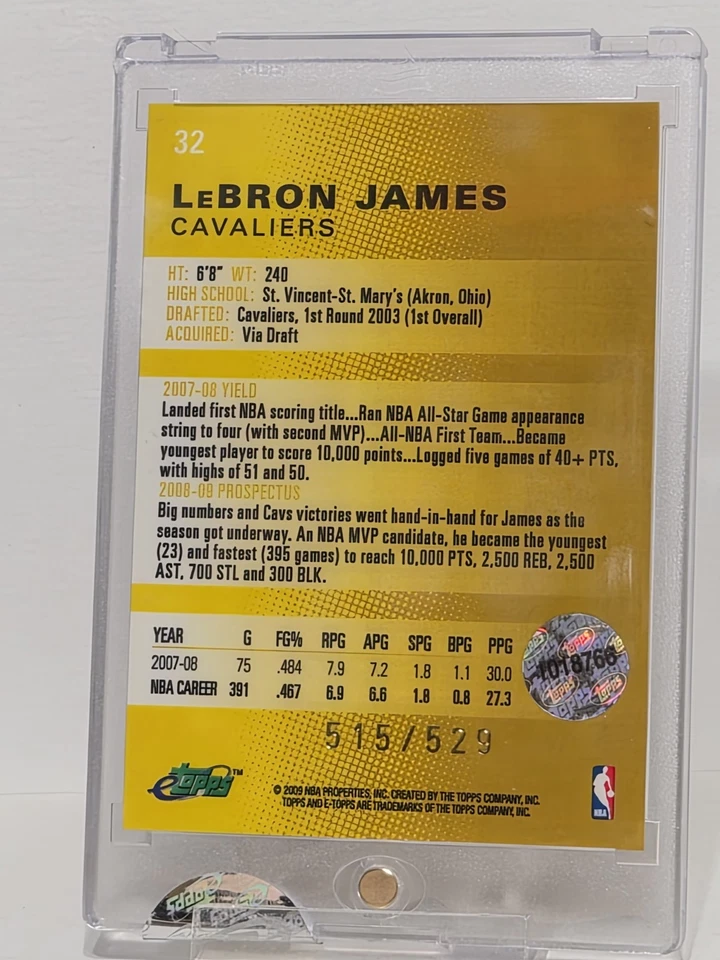 32
LeBRON JAMES
CAVALIERS
HT: 6'8" WT: 240
HIGH SCHOOL: St. Vincent-St. Mary's (Akron, Ohio)
DRAFTED: Cavaliers, 1st Round 2003 (1st Overall)
ACQUIRED: Via Draft
2007-08 YIELD
Landed first NBA scoring title...Ran NBA All-Star Game appearance
string to four (with second MVP)...All-NBA First Team...Became
youngest player to score 10,000 points...Logged five games of 40+ PTS,
with highs of 51 and 50.
2008-09 PROSPECTUS
Big numbers and Cavs victories went hand-in-hand for James as the
season got underway. An NBA MVP candidate, he became the youngest
(23) and fastest (395 games) to reach 10,000 PTS, 2,500 REB, 2,500
AST, 700 STL and 300 BLK.
YEAR G FG% RPG APG SPG BPG PPG
2007-08 75 .484 7.9 7.2 1.8 1.1 30.0
NBA CAREER 391 .467 6.9 6.6 1.8 0.8 27.3
515/529
eTopps™
© 2009 NBA PROPERTIES, INC. CREATED BY THE TOPPS COMPANY, INC.
TOPPS AND E-TOPPS ARE TRADEMARKS OF THE TOPPS COMPANY, INC.
NBA